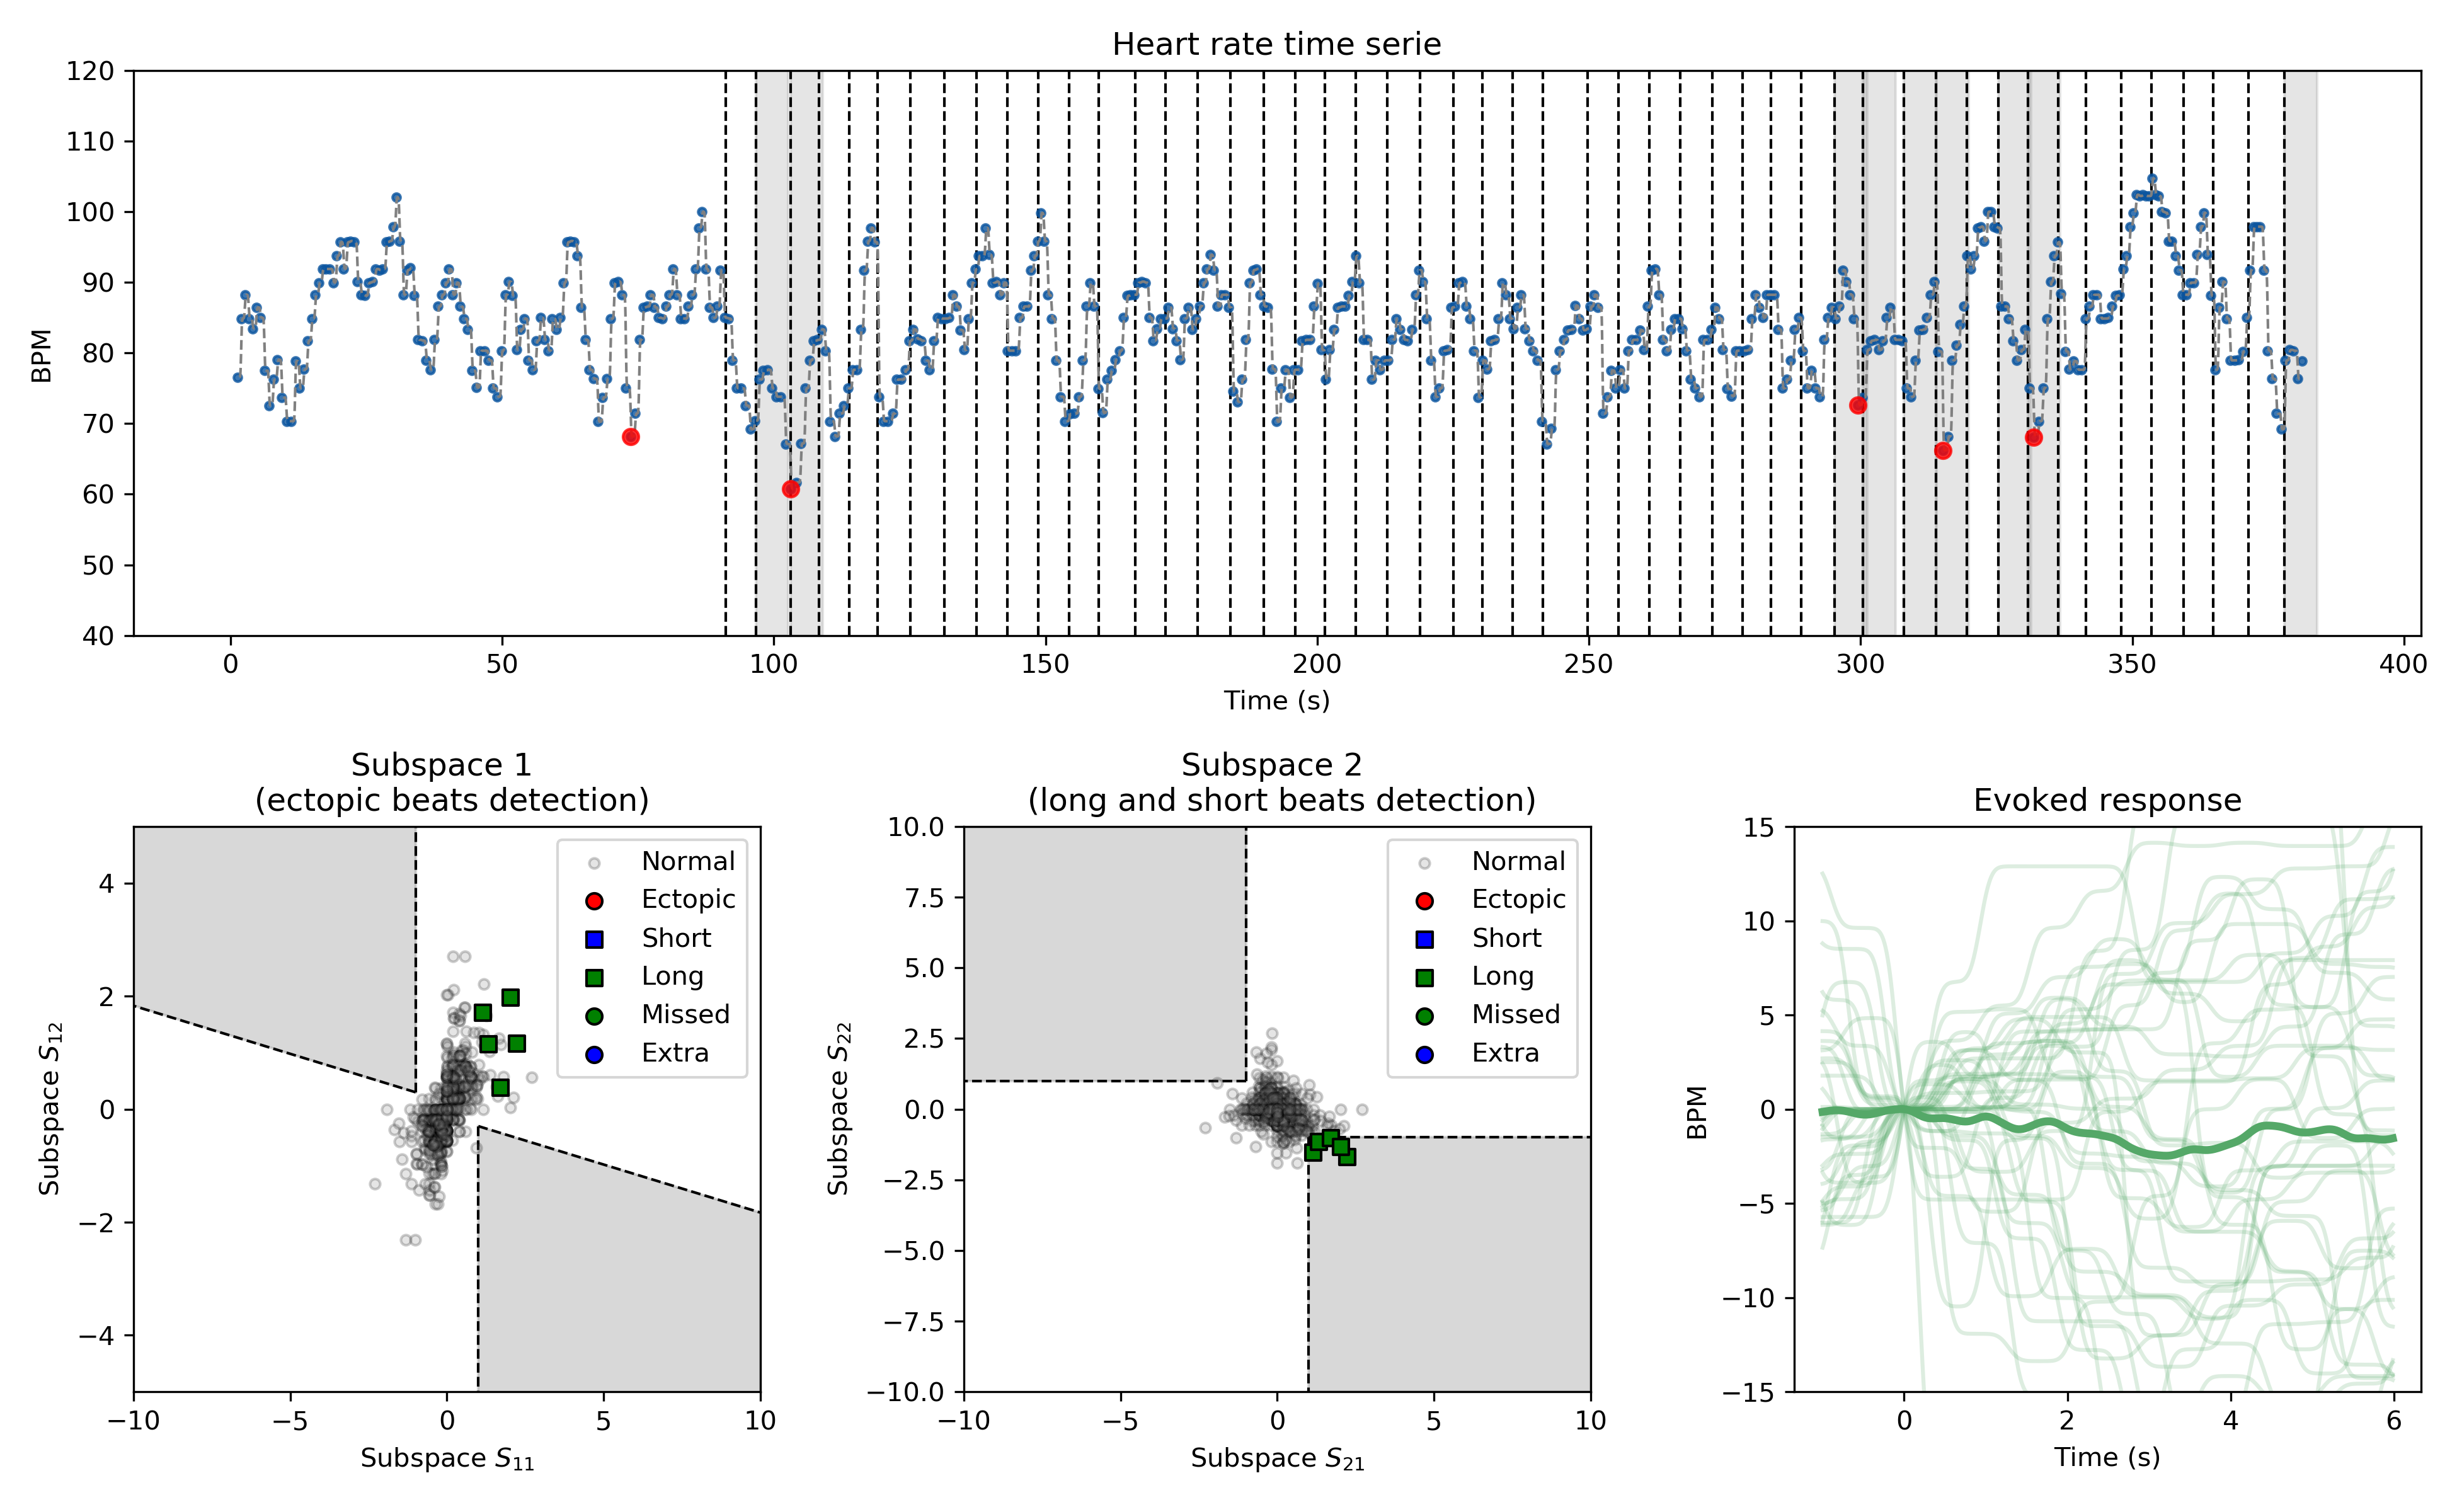 Heart rate time serie
120
110
100
90
80
70
60
50
40
BPM
0 50 100 150 200 250 300 350 400
Time (s)
Subspace 1
(ectopic beats detection)
4
2
0
−2
−4
Subspace S12
Normal
Ectopic
Short
Long
Missed
Extra
−10 −5 0 5 10
Subspace S11
Subspace 2
(long and short beats detection)
10.0
7.5
5.0
2.5
0.0
−2.5
−5.0
−7.5
−10.0
Subspace S22
Normal
Ectopic
Short
Long
Missed
Extra
−10 −5 0 5 10
Subspace S21
Evoked response
15
10
5
0
−5
−10
−15
BPM
0 2 4 6
Time (s)